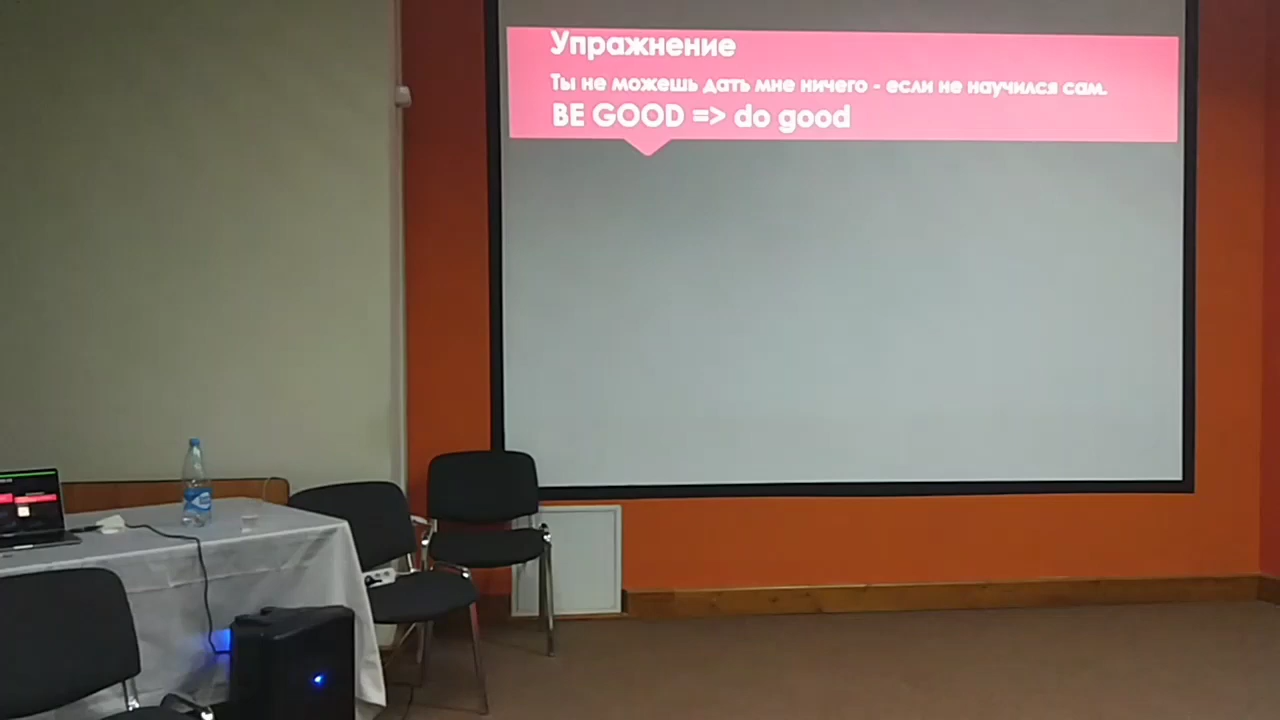 Упражнение
Ты не можешь дать мне ничего - если не научился сам.
BE GOOD => do good